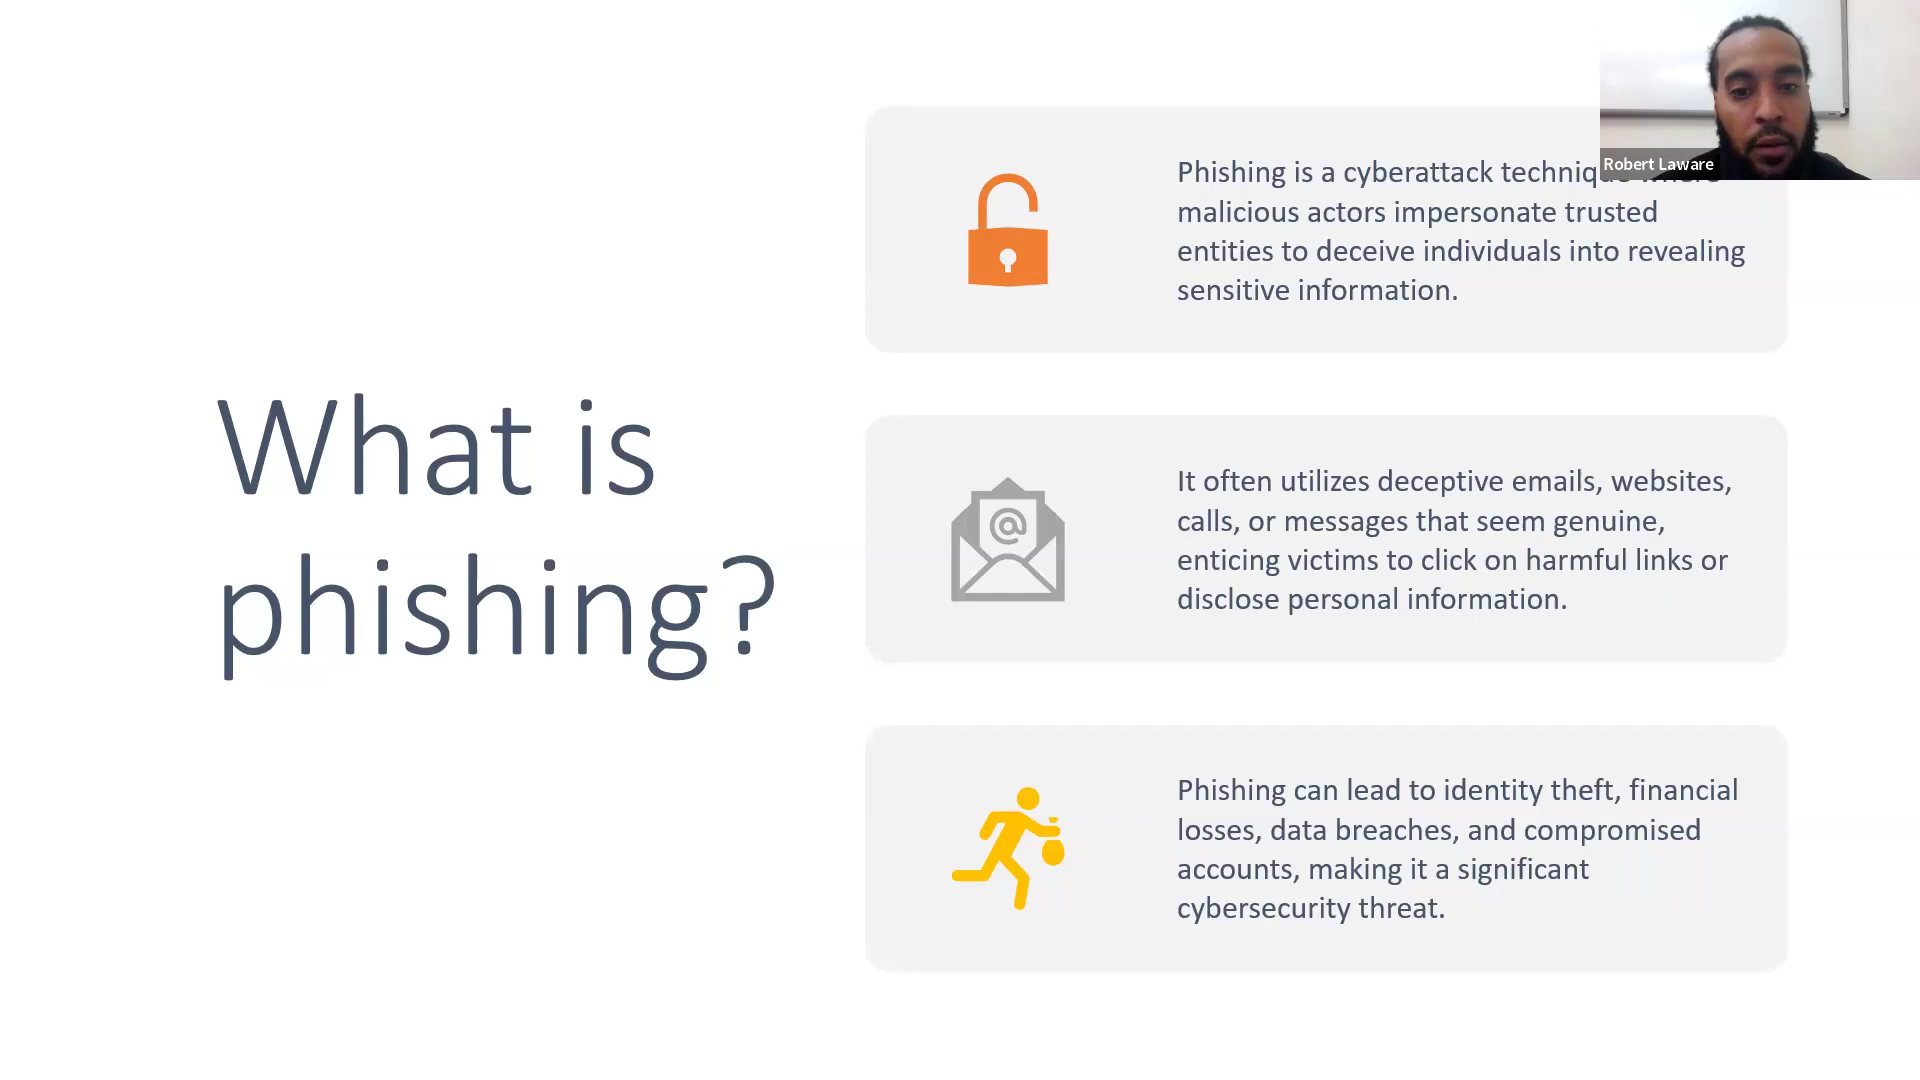 What is
phishing?
Phishing is a cyberattack technique where
malicious actors impersonate trusted
entities to deceive individuals into revealing
sensitive information.
@
It often utilizes deceptive emails, websites,
calls, or messages that seem genuine,
enticing victims to click on harmful links or
disclose personal information.
Phishing can lead to identity theft, financial
losses, data breaches, and compromised
accounts, making it a significant
cybersecurity threat.
Robert Laware